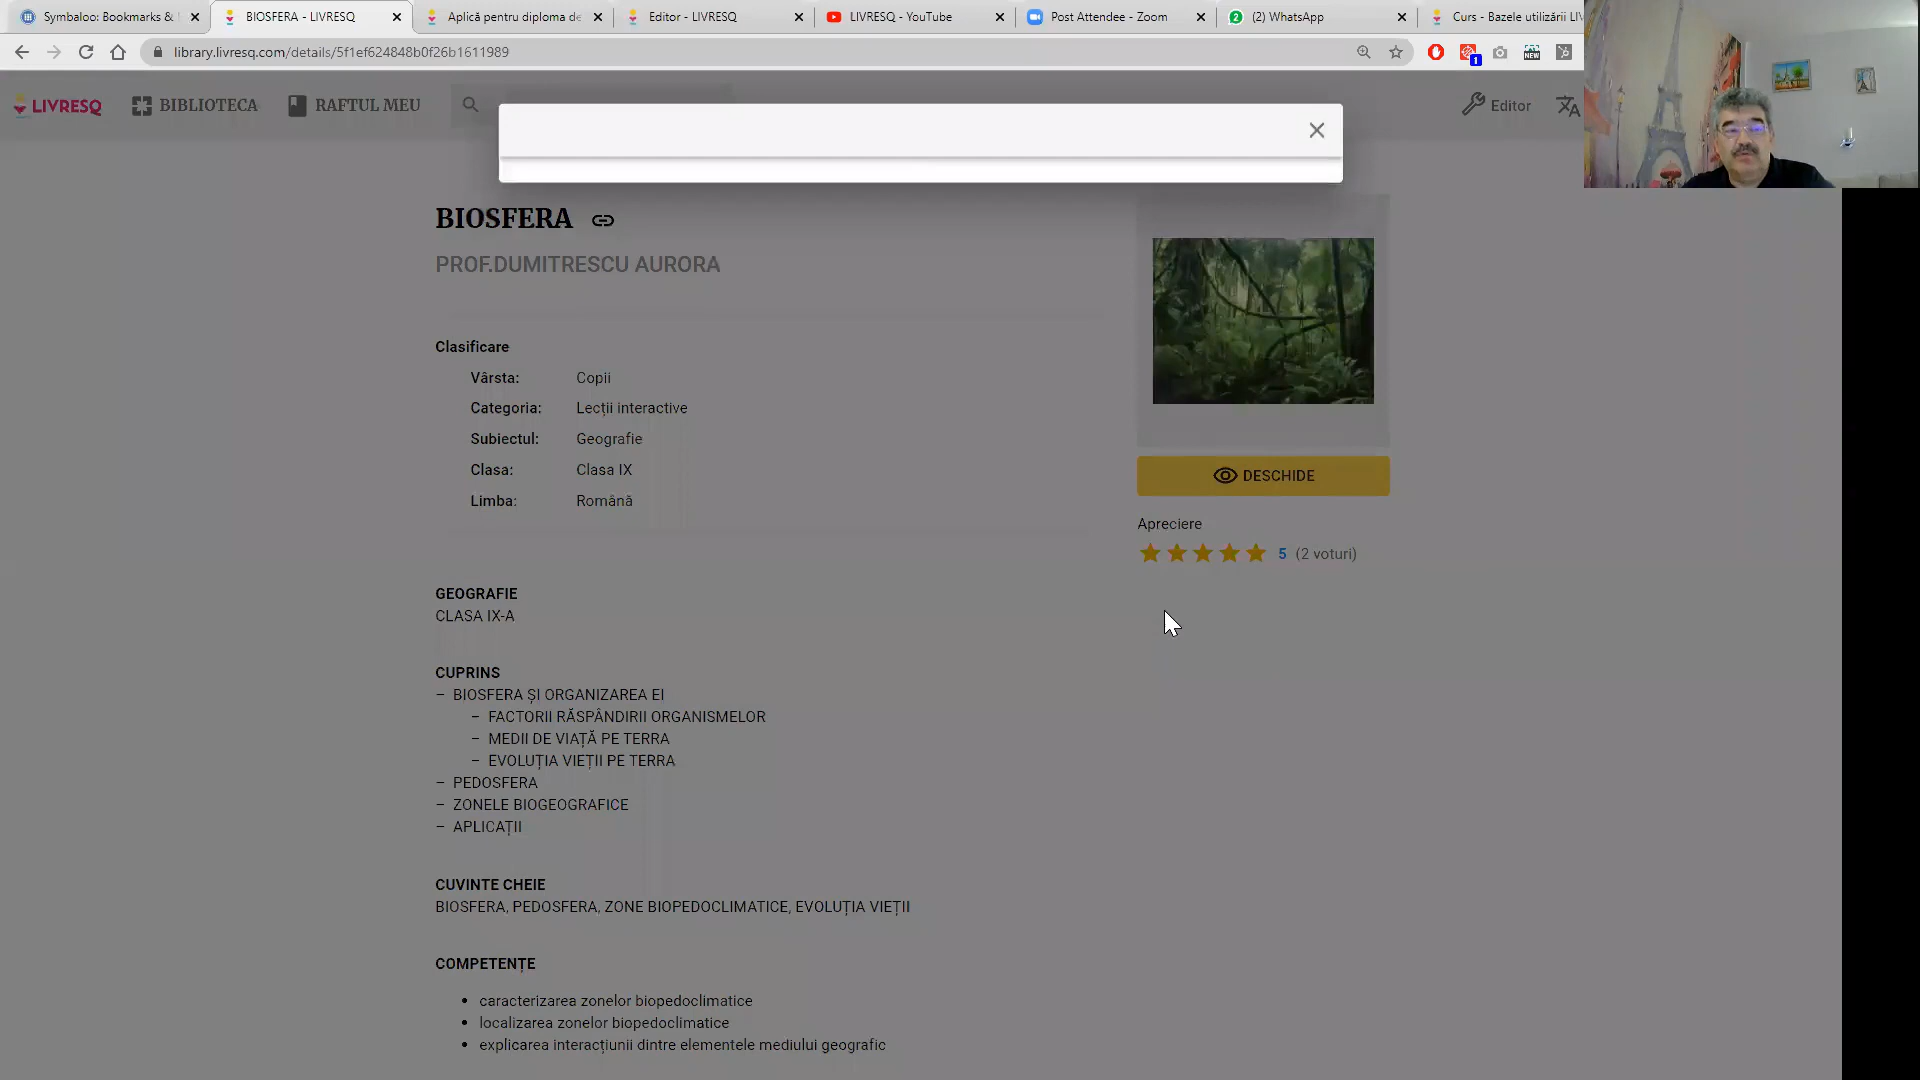 Symbaloo: Bookmarks &
BIOSFERA - LIVRESQ
Aplică pentru diploma de
Editor - LIVRESQ
LIVRESQ - YouTube
Post Attendee - Zoom
2
(2) WhatsApp
Curs - Bazele utilizării LIV
library.livresq.com/details/5f1ef624848b0f26b1611989
1
NEW
LIVRESQ
BIBLIOTECA
RAFTUL MEU
Editor
BIOSFERA
PROF.DUMITRESCU AURORA
Clasificare
Vârsta: Copii
Categoria: Lecții interactive
Subiectul: Geografie
Clasa: Clasa IX
Limba: Română
DESCHIDE
Apreciere
5 (2 voturi)
GEOGRAFIE
CLASA IX-A
CUPRINS
– BIOSFERA ȘI ORGANIZAREA EI
– FACTORII RĂSPÂNDIRII ORGANISMELOR
– MEDII DE VIAȚĂ PE TERRA
– EVOLUȚIA VIEȚII PE TERRA
– PEDOSFERA
– ZONELE BIOGEOGRAFICE
– APLICAȚII
CUVINTE CHEIE
BIOSFERA, PEDOSFERA, ZONE BIOPEDOCLIMATICE, EVOLUȚIA VIEȚII
COMPETENȚE
• caracterizarea zonelor biopedoclimatice
• localizarea zonelor biopedoclimatice
• explicarea interacțiunii dintre elementele mediului geografic